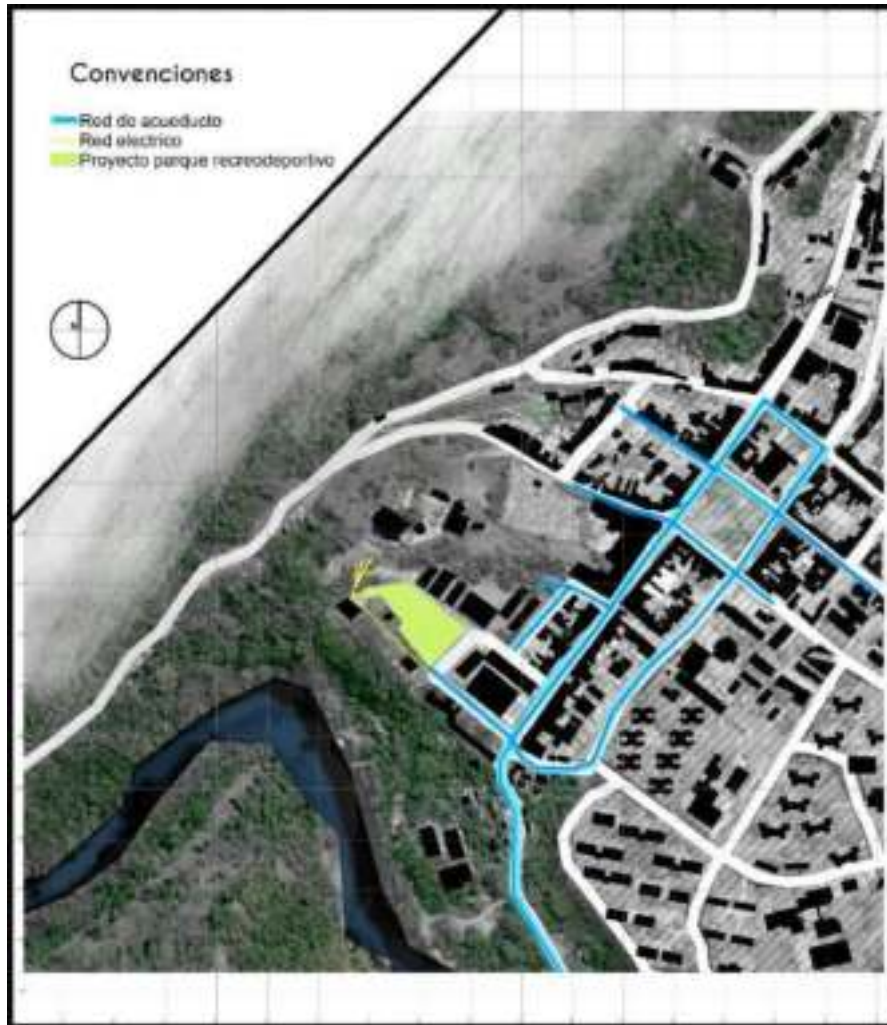 Convenciones
Red de acueducto
Red electrico
Proyecto parque recreodeportivo